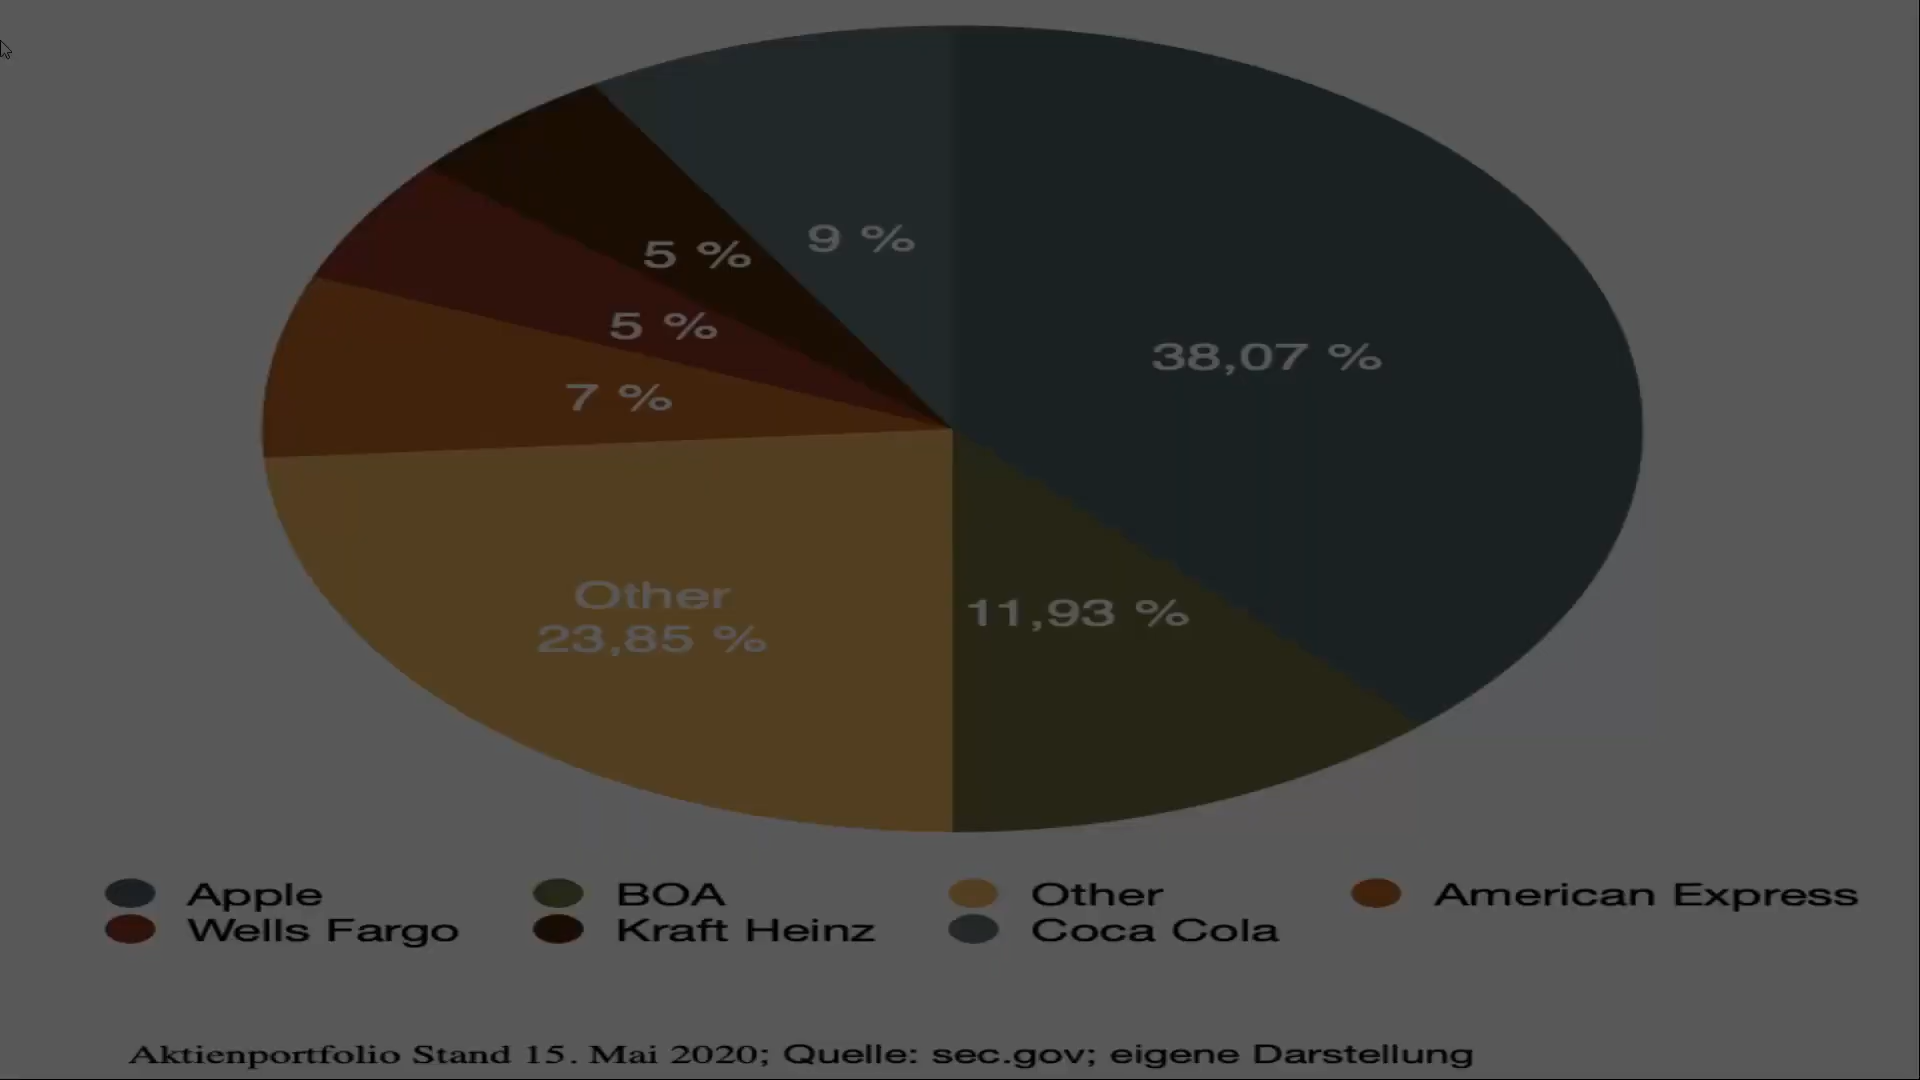 9 %
5 %
5 %
38,07 %
7 %
Other
23,85 %
11,93 %
Apple BOA Other American Express
Wells Fargo Kraft Heinz Coca Cola
Aktienportfolio Stand 15. Mai 2020; Quelle: sec.gov; eigene Darstellung